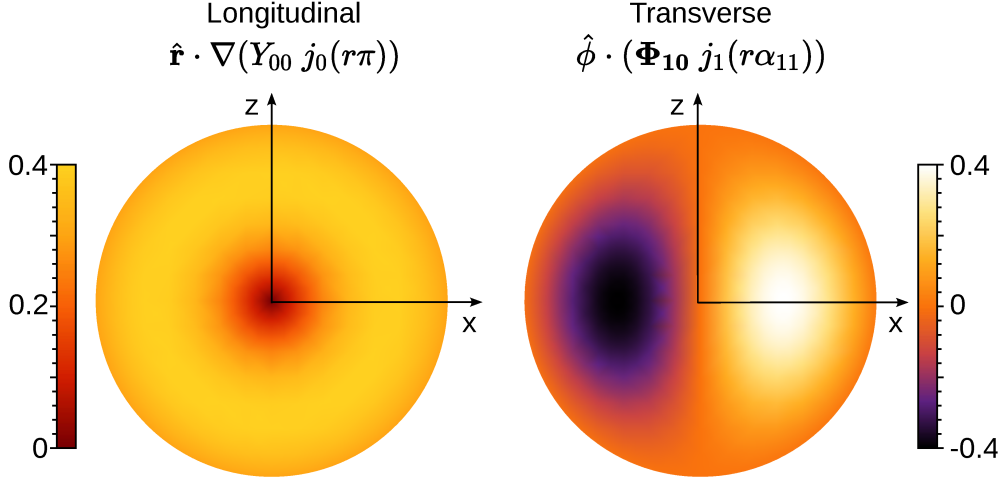 Longitudinal
r̂ · ∇(Y₀₀ j₀(rπ))
Transverse
ϕ̂ · (Φ₁₀ j₁(rα₁₁))
z
x
0.4
0.2
0
z
x
0.4
0
-0.4